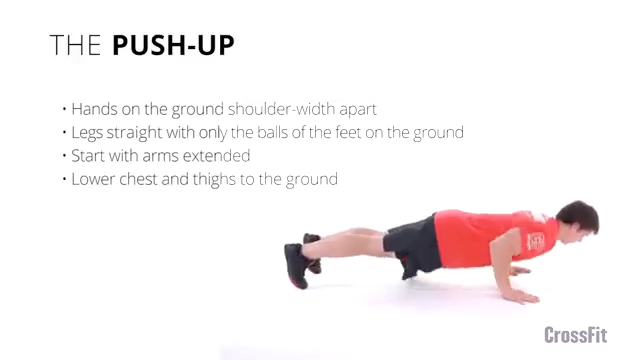 THE PUSH-UP
• Hands on the ground shoulder-width apart
• Legs straight with only the balls of the feet on the ground
• Start with arms extended
• Lower chest and thighs to the ground
CrossFit